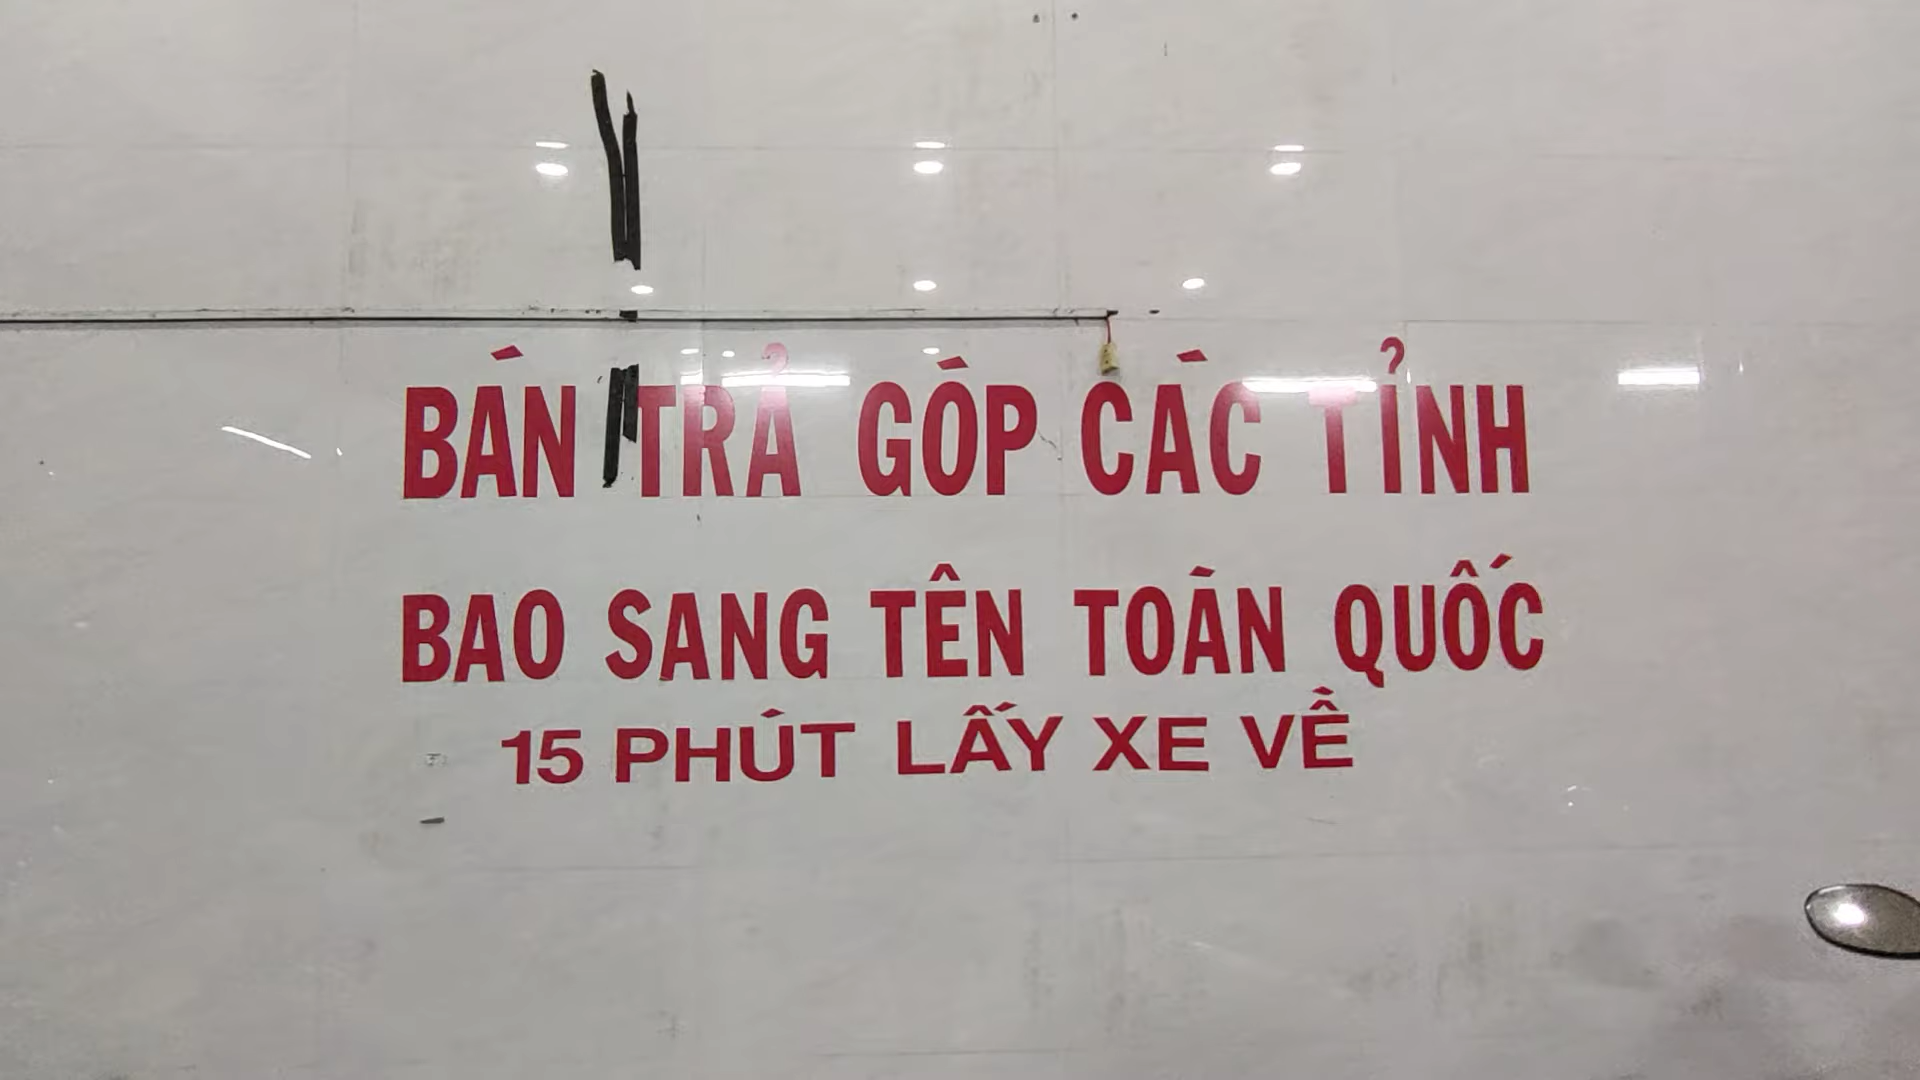 BÁN TRẢ GÓP CÁC TỈNH
BAO SANG TÊN TOÀN QUỐC
15 PHÚT LẤY XE VỀ